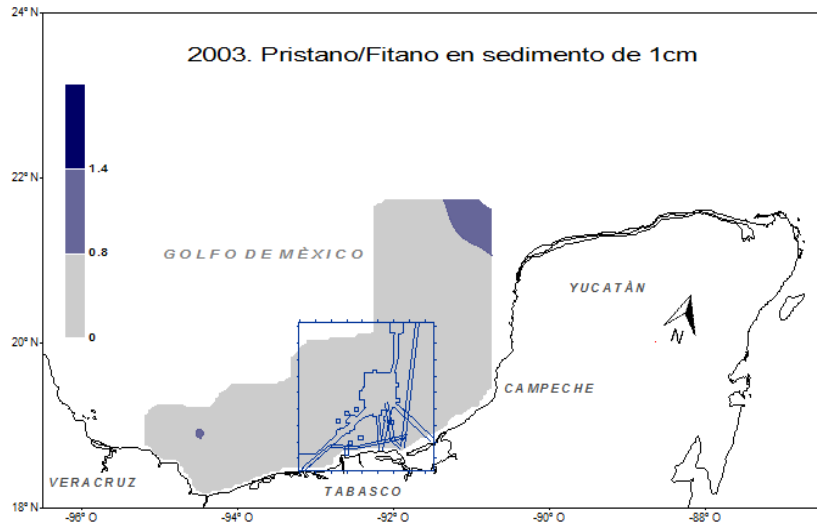 24° N
2003. Pristano/Fitano en sedimento de 1cm
1.4
22° N
0.8
GOLFO DE MÈXICO
YUCATÀN
0
20° N
N
CAMPECHE
VERACRUZ
TABASCO
18° N
-96° O
-94° O
-92° O
-90° O
-88° O